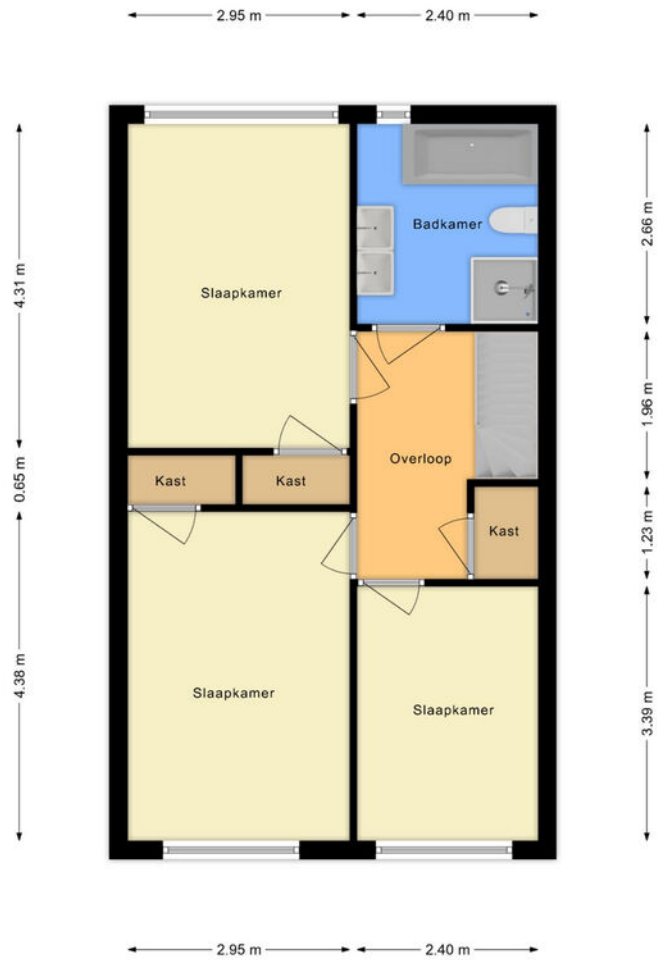 2.95 m
2.40 m
4.31 m
0.65 m
4.38 m
2.66 m
1.96 m
1.23 m
3.39 m
Badkamer
Slaapkamer
Overloop
Kast
Kast
Kast
Slaapkamer
Slaapkamer
2.95 m
2.40 m